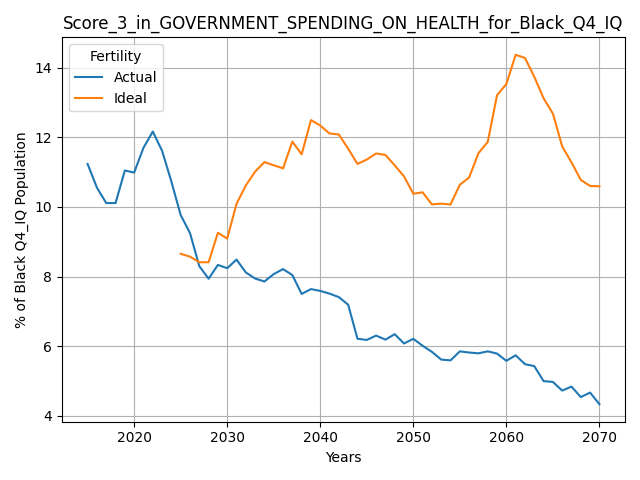 Score_3_in_GOVERNMENT_SPENDING_ON_HEALTH_for_Black_Q4_IQ
Fertility
Actual
Ideal
% of Black Q4_IQ Population
14
12
10
8
6
4
2020 2030 2040 2050 2060 2070
Years